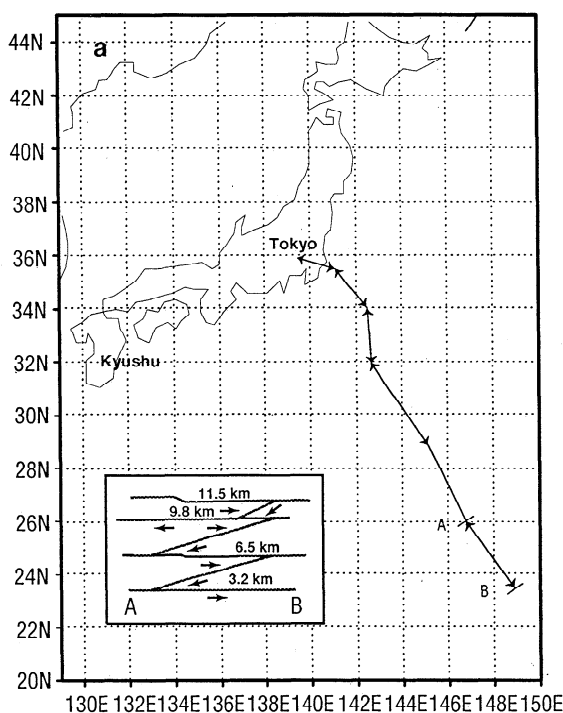 a
44N
42N
40N
38N
36N
34N
32N
30N
28N
26N
24N
22N
20N
Tokyo
Kyushu
A
B
11.5 km
9.8 km
6.5 km
3.2 km
A B
130E 132E 134E 136E 138E 140E 142E 144E 146E 148E 150E